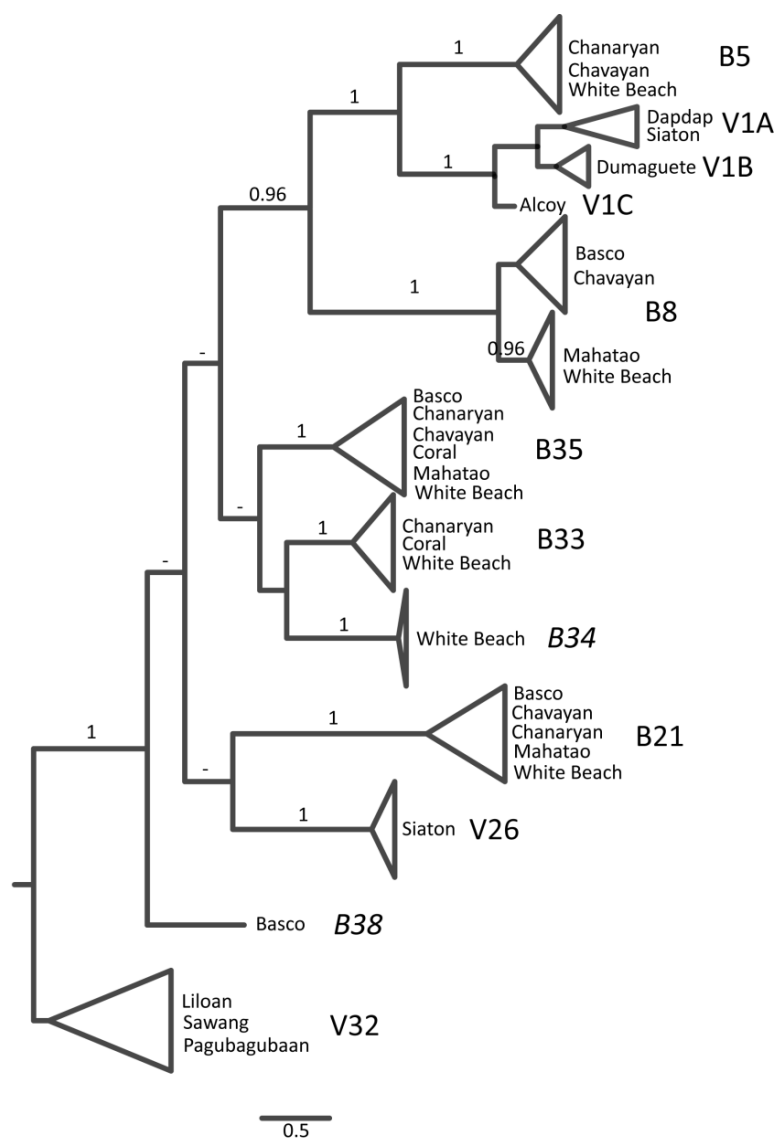 1
Chanaryan
B5
Chavayan
White Beach
1
Dapdap
Siaton
V1A
1
Dumaguete
V1B
0.96
Alcoy
V1C
Basco
Chavayan
1
B8
0.96
Mahatao
White Beach
-
Basco
Chanaryan
1
Chavayan
Coral
B35
Mahatao
White Beach
-
1
Chanaryan
Coral
B33
White Beach
-
1
White Beach
B34
Basco
1
Chavayan
Chanaryan
B21
1
Mahatao
White Beach
-
1
Siaton
V26
Basco
B38
Liloan
Sawang
V32
Pagubagubaan
0.5